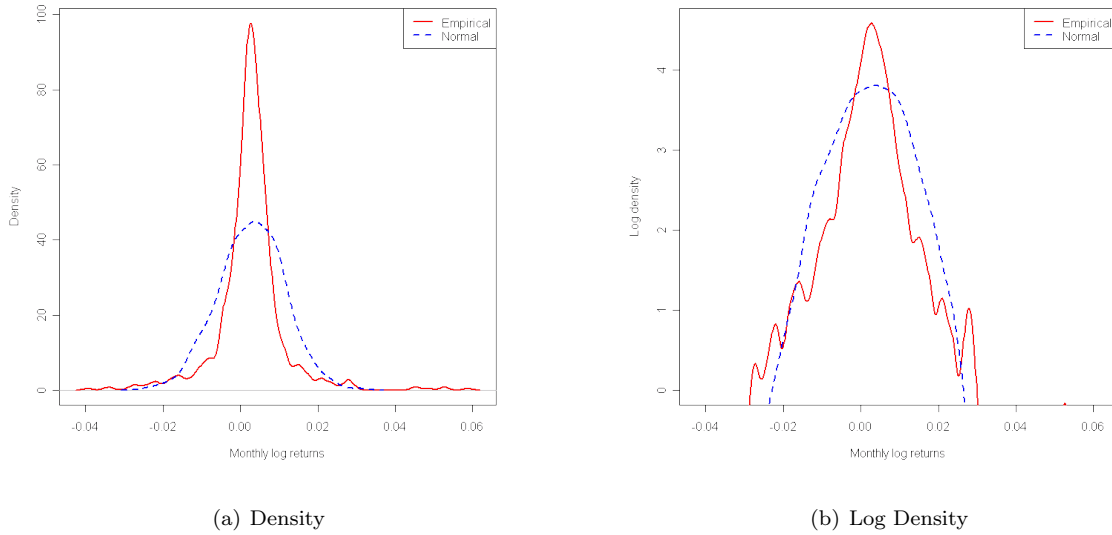 Empirical
Normal
Density
0
20
40
60
80
100
-0.04
-0.02
0.00
0.02
0.04
0.06
Monthly log returns
(a) Density
Empirical
Normal
Log density
0
1
2
3
4
-0.04
-0.02
0.00
0.02
0.04
0.06
Monthly log returns
(b) Log Density